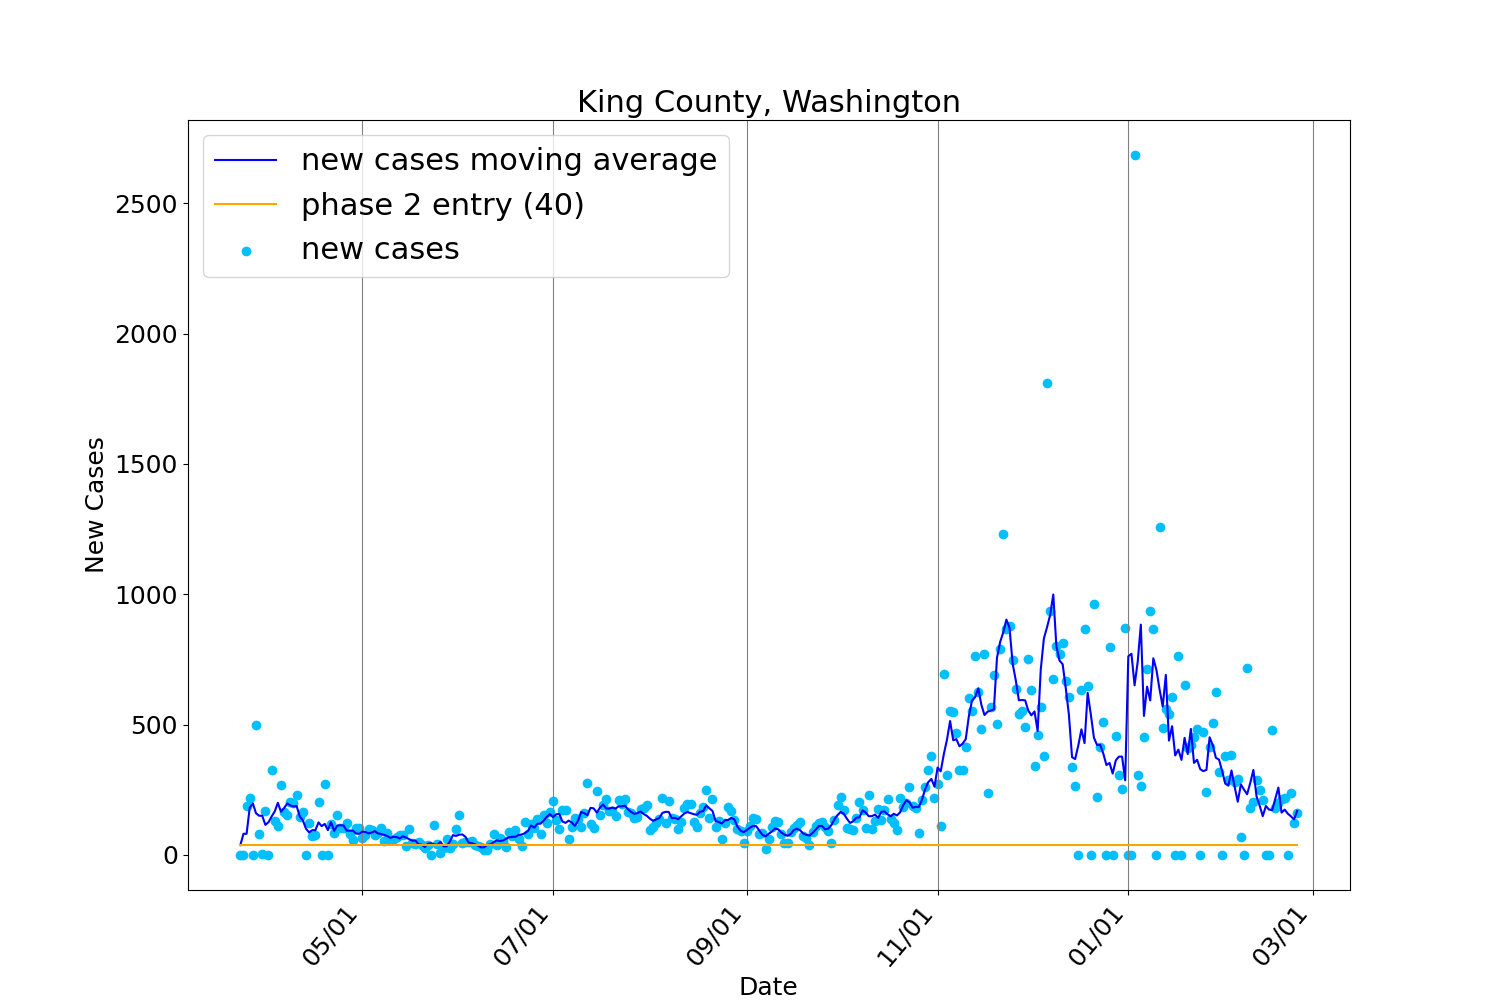 King County, Washington
new cases moving average
phase 2 entry (40)
new cases
New Cases
2500
2000
1500
1000
500
0
05/01
07/01
09/01
11/01
01/01
03/01
Date